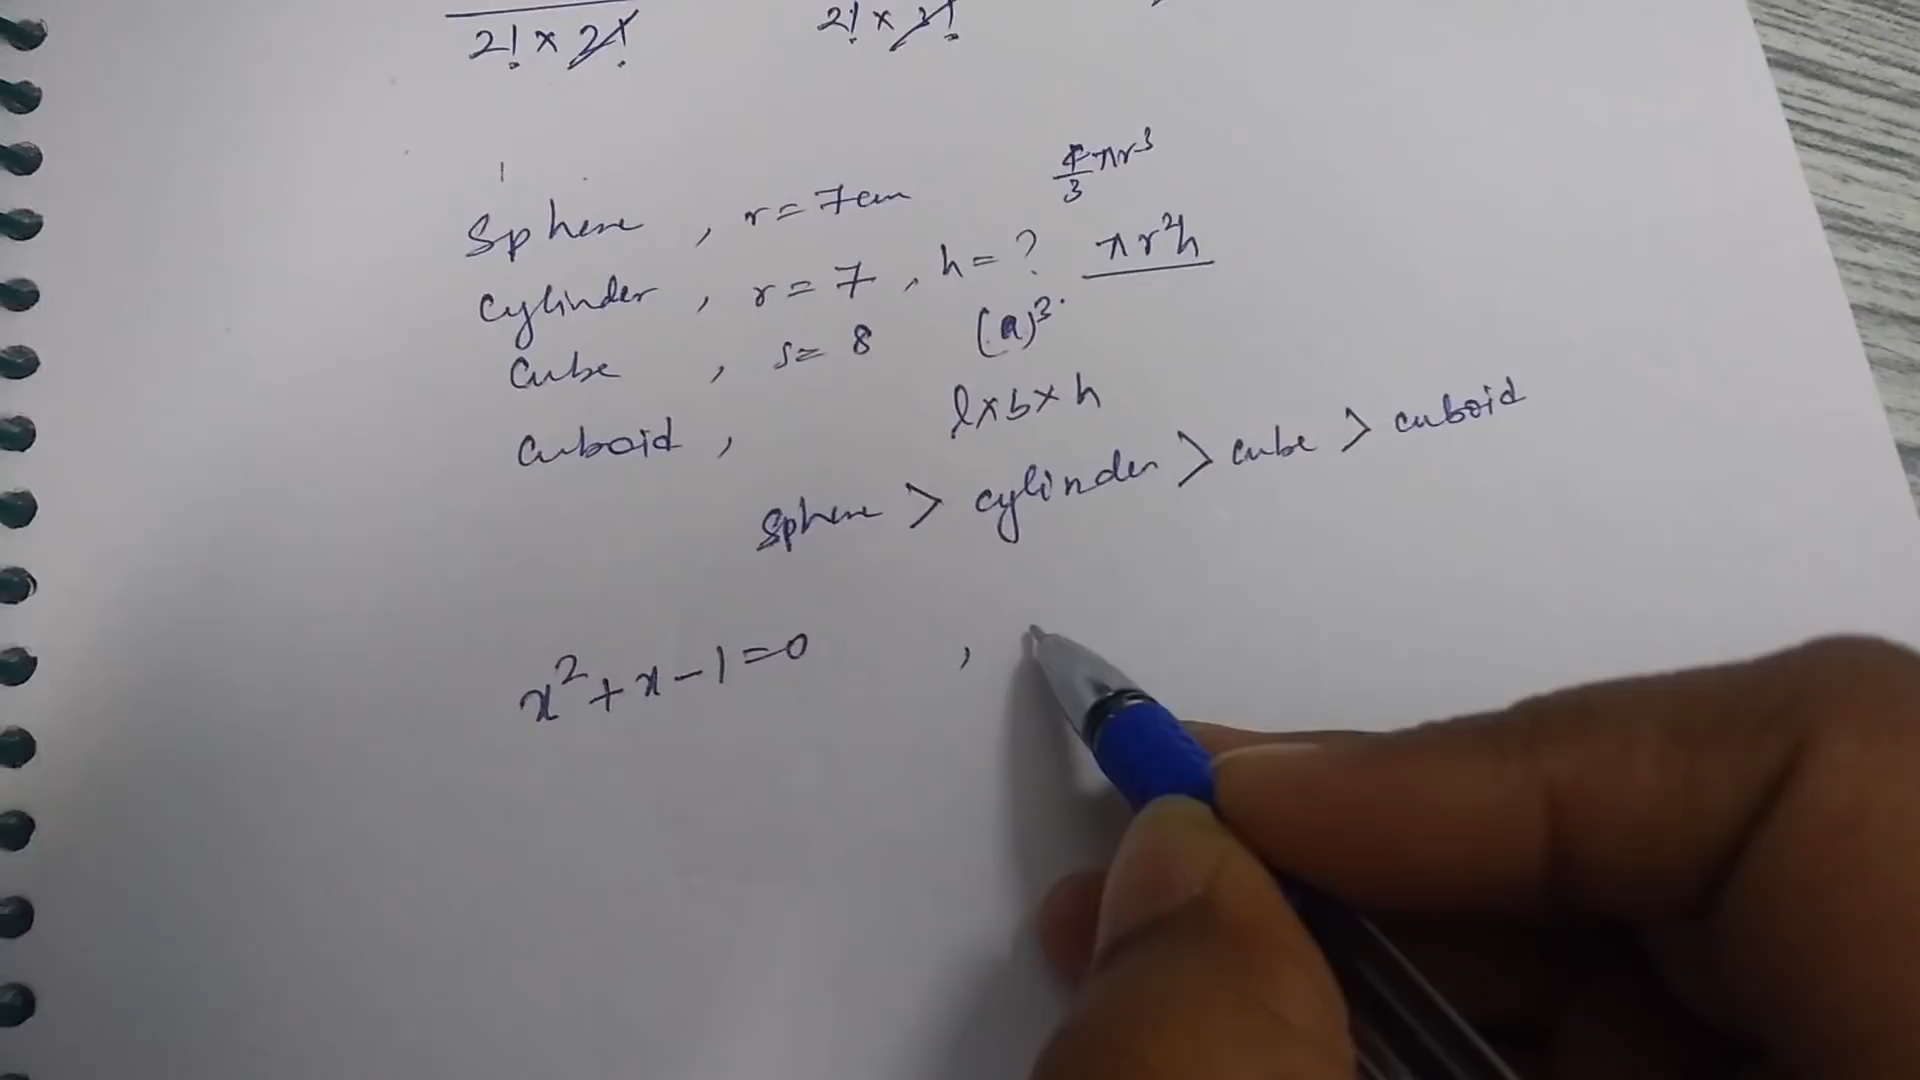 2! × 2!   2! × 3!
Sphere , r = 7cm   4/3 πr³
Cylinder , r = 7 , h = ?   πr²h
Cube , s = 8   (a)³
Cuboid ,   l×b×h
Sphere > cylinder > cube > cuboid
x² + x − 1 = 0   ,